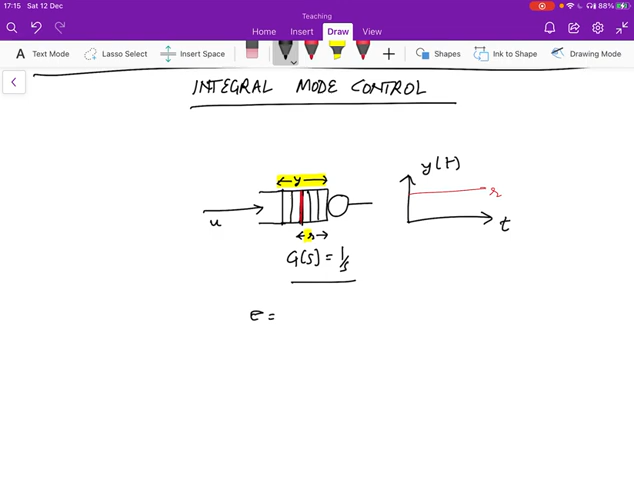 17:15 Sat 12 Dec
88%
Teaching
Home Insert Draw View
Text Mode
Lasso Select
Insert Space
Shapes
Ink to Shape
Drawing Mode
INTEGRAL MODE CONTROL
y
u
r
G(s) = 1/s
y(t)
r
t
e =